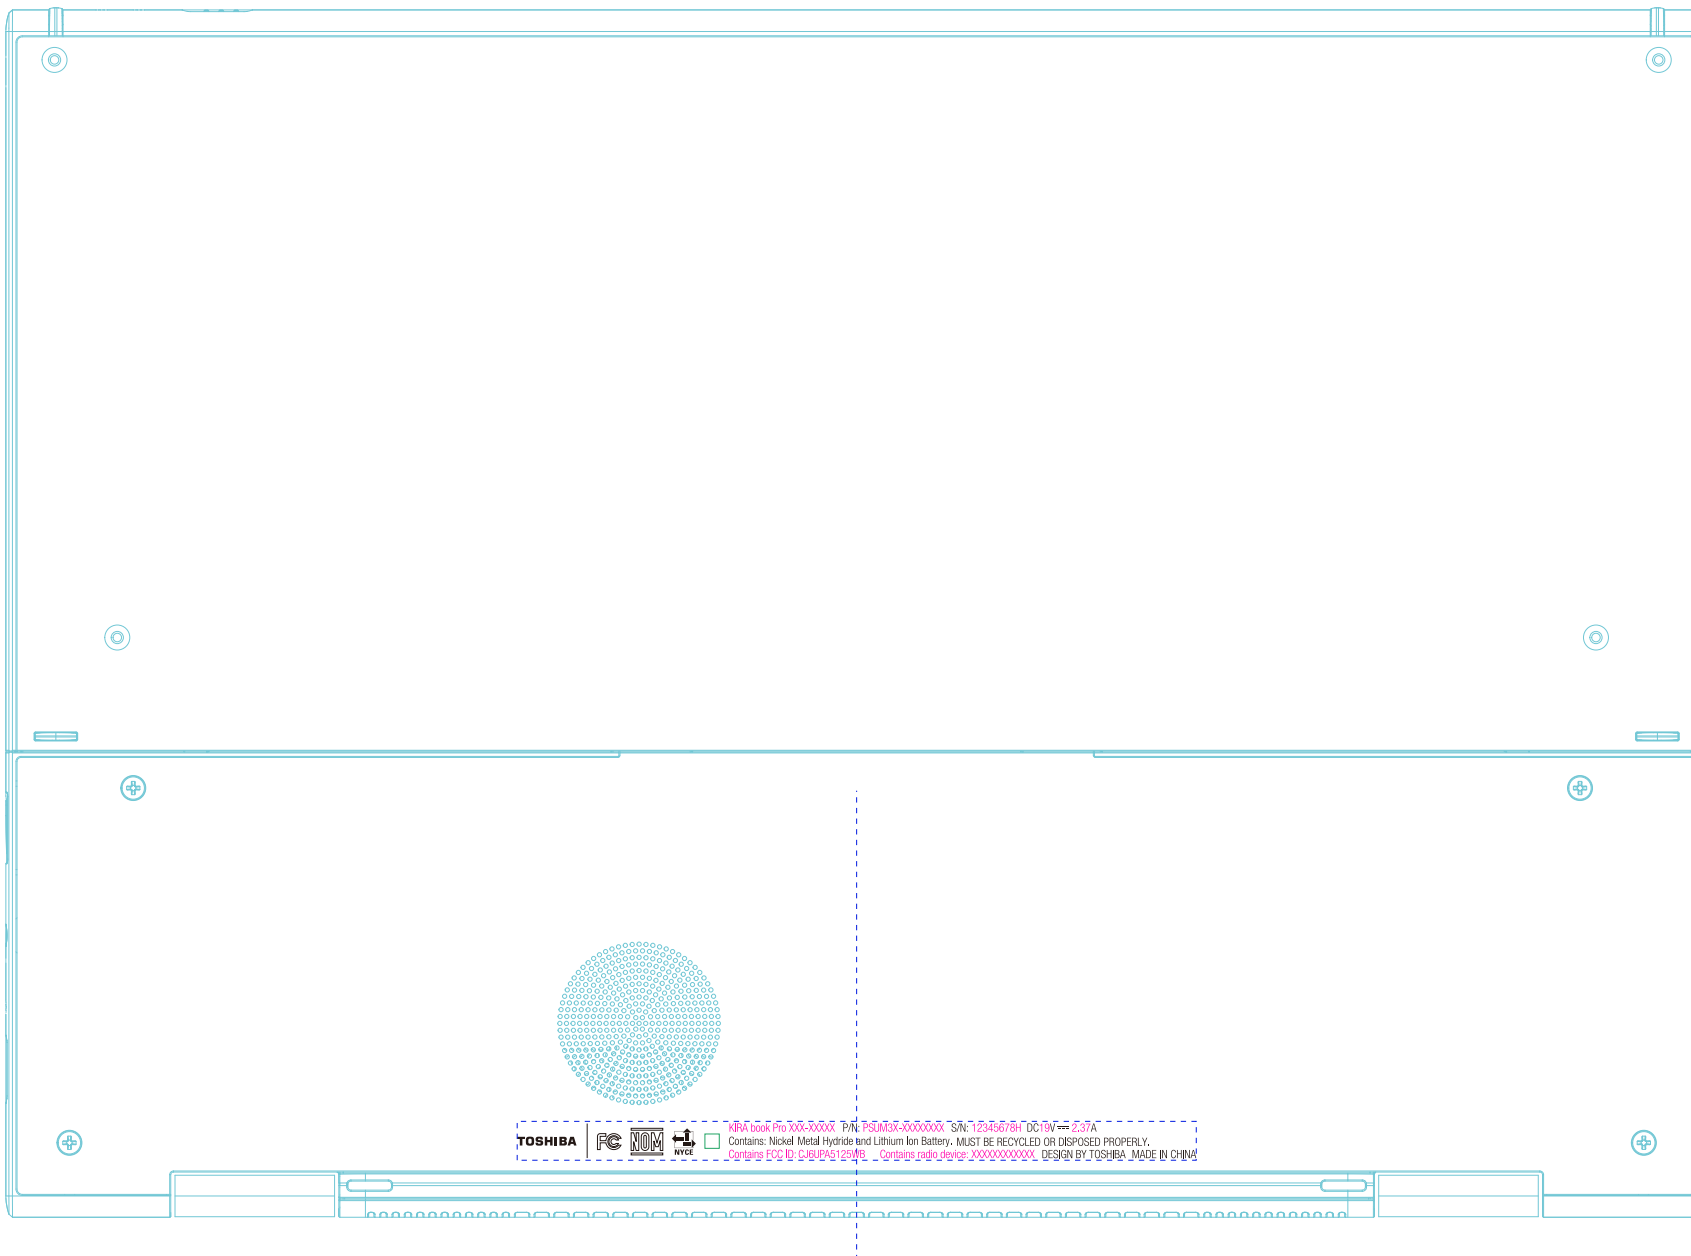 TOSHIBA
FC
NOM
NYCE
KIRA book Pro XXX-XXXXX P/N: PSUM3X-XXXXXXXX S/N: 12345678H DC19V 2.37A
Contains: Nickel Metal Hydride and Lithium Ion Battery. MUST BE RECYCLED OR DISPOSED PROPERLY.
Contains FCC ID: CJ6UPA5125WB Contains radio device: XXXXXXXXXXXX DESIGN BY TOSHIBA MADE IN CHINA